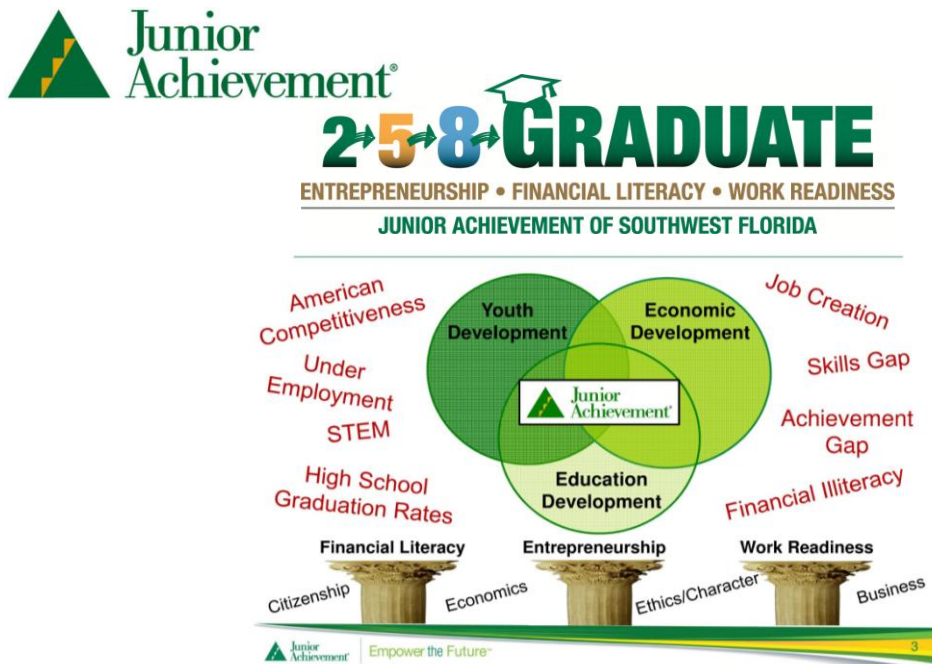 Junior
Achievement®
2→5→8→GRADUATE
ENTREPRENEURSHIP • FINANCIAL LITERACY • WORK READINESS
JUNIOR ACHIEVEMENT OF SOUTHWEST FLORIDA
American
Competitiveness
Under
Employment
STEM
High School
Graduation Rates
Youth
Development
Economic
Development
Junior
Achievement®
Education
Development
Job Creation
Skills Gap
Achievement
Gap
Financial Illiteracy
Financial Literacy
Entrepreneurship
Work Readiness
Citizenship
Economics
Ethics/Character
Business
Junior
Achievement®
Empower the Future℠
3